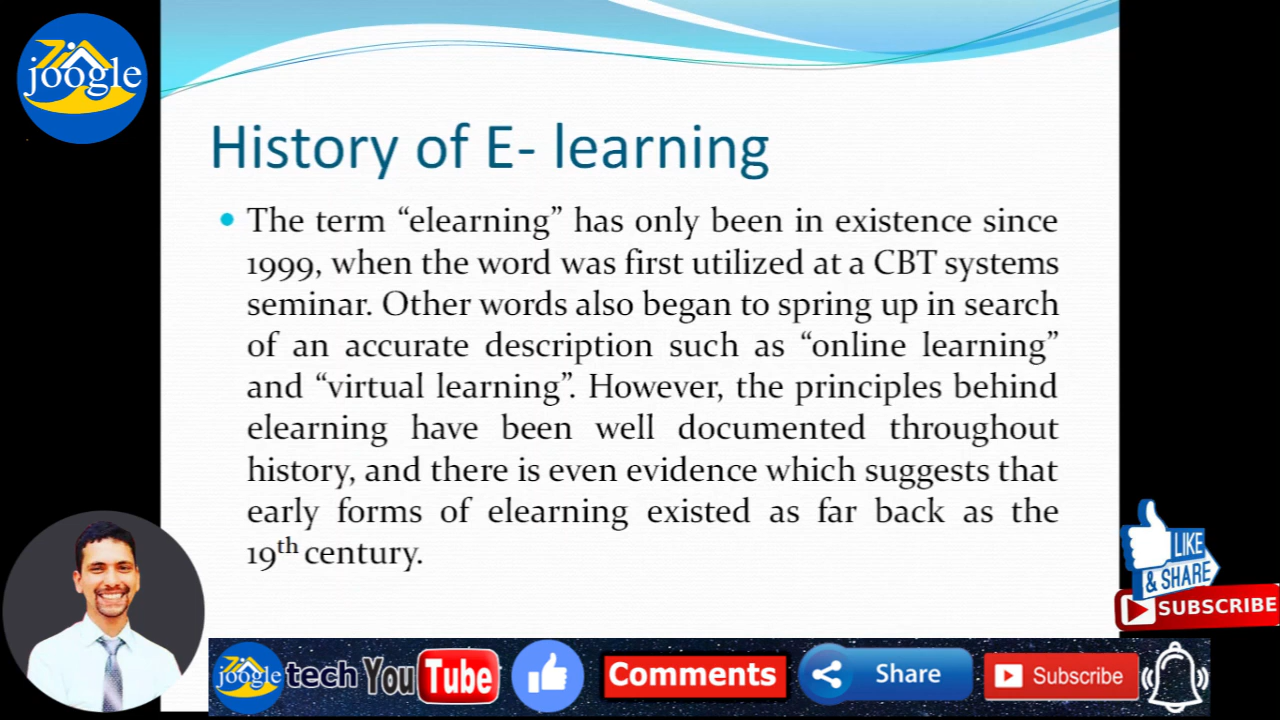 joogle
History of E- learning
• The term “elearning” has only been in existence since
1999, when the word was first utilized at a CBT systems
seminar. Other words also began to spring up in search
of an accurate description such as “online learning”
and “virtual learning”. However, the principles behind
elearning have been well documented throughout
history, and there is even evidence which suggests that
early forms of elearning existed as far back as the
19th century.
LIKE
& SHARE
SUBSCRIBE
joogle tech YouTube Comments Share Subscribe